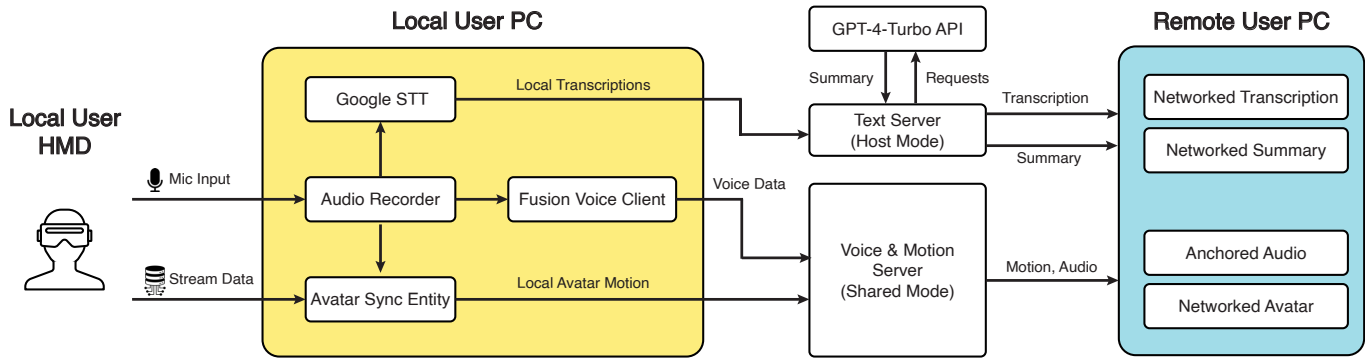 Local User PC
GPT-4-Turbo API
Remote User PC
Summary
Requests
Google STT
Local Transcriptions
Transcription
Networked Transcription
Local User
HMD
Text Server
(Host Mode)
Summary
Networked Summary
Mic Input
Audio Recorder
Fusion Voice Client
Voice Data
Voice & Motion
Server
(Shared Mode)
Anchored Audio
Stream Data
Avatar Sync Entity
Local Avatar Motion
Motion, Audio
Networked Avatar